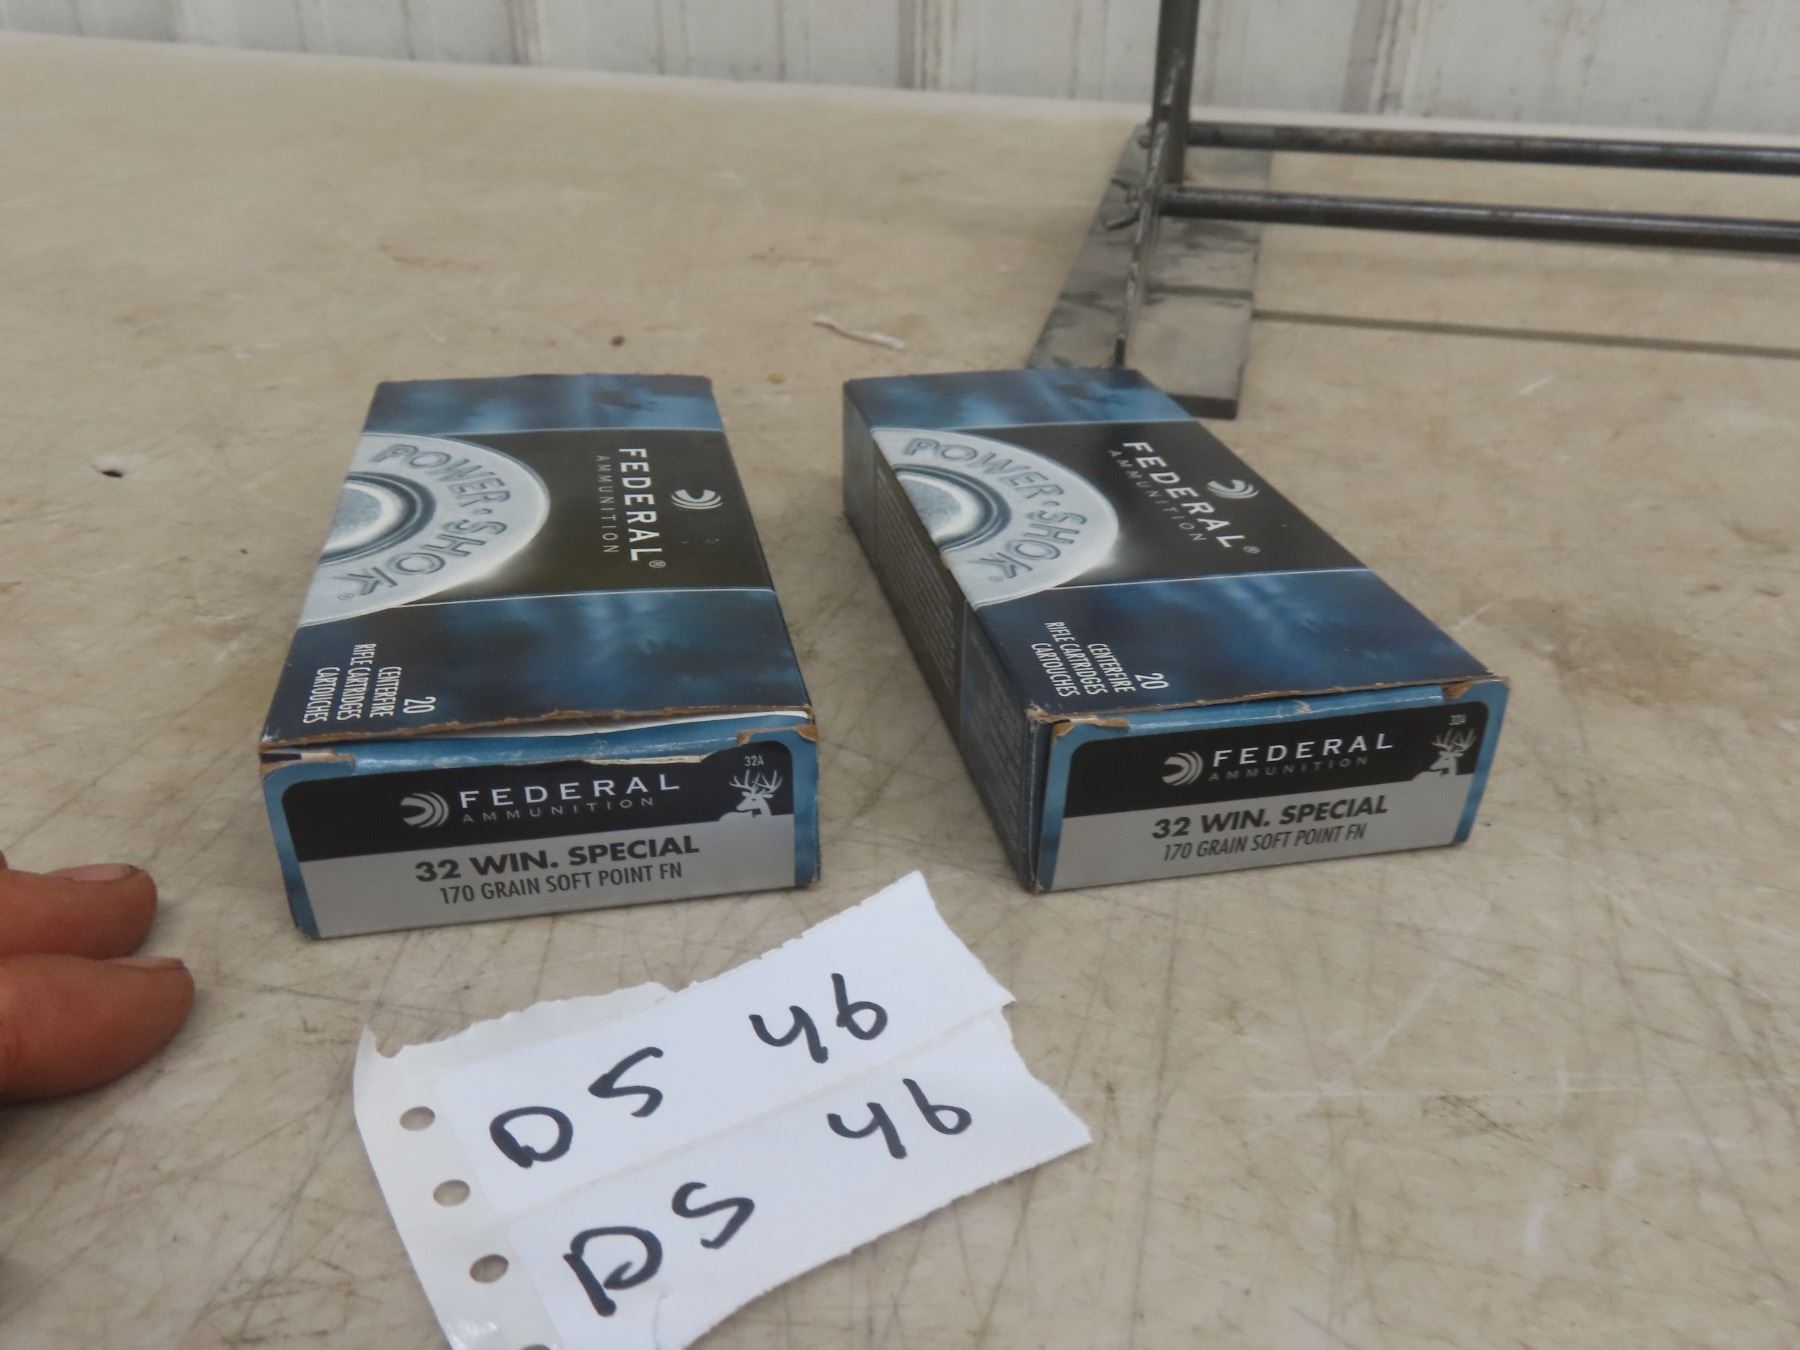 POWER·SHOK®
FEDERAL®
AMMUNITION
20
CENTERFIRE
RIFLE CARTRIDGES
CARTOUCHES
32A
FEDERAL
AMMUNITION
32 WIN. SPECIAL
170 GRAIN SOFT POINT FN
POWER·SHOK®
FEDERAL®
AMMUNITION
20
CENTERFIRE
RIFLE CARTRIDGES
CARTOUCHES
32A
FEDERAL
AMMUNITION
32 WIN. SPECIAL
170 GRAIN SOFT POINT FN
DS 46
DS 46